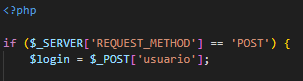 <?php
if ($_SERVER['REQUEST_METHOD'] == 'POST') {
    $login = $_POST['usuario'];